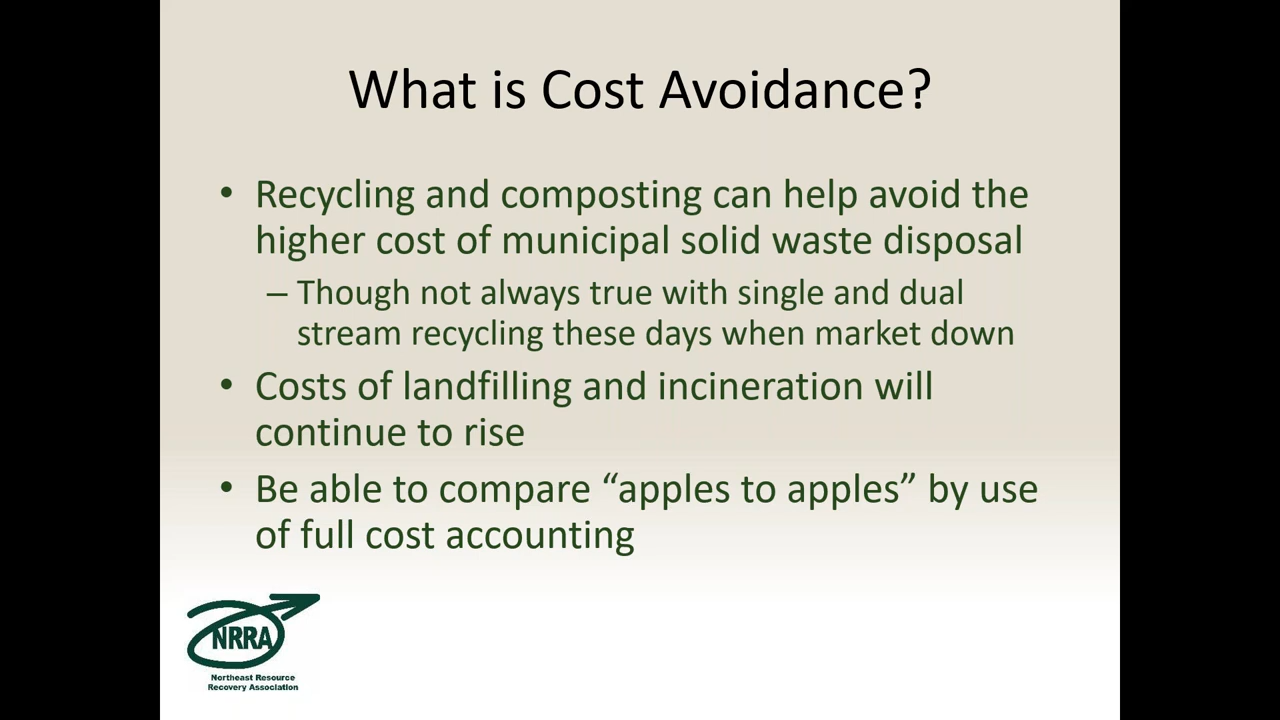 What is Cost Avoidance?
• Recycling and composting can help avoid the
higher cost of municipal solid waste disposal
– Though not always true with single and dual
stream recycling these days when market down
• Costs of landfilling and incineration will
continue to rise
• Be able to compare “apples to apples” by use
of full cost accounting
NRRA
Northeast Resource
Recovery Association